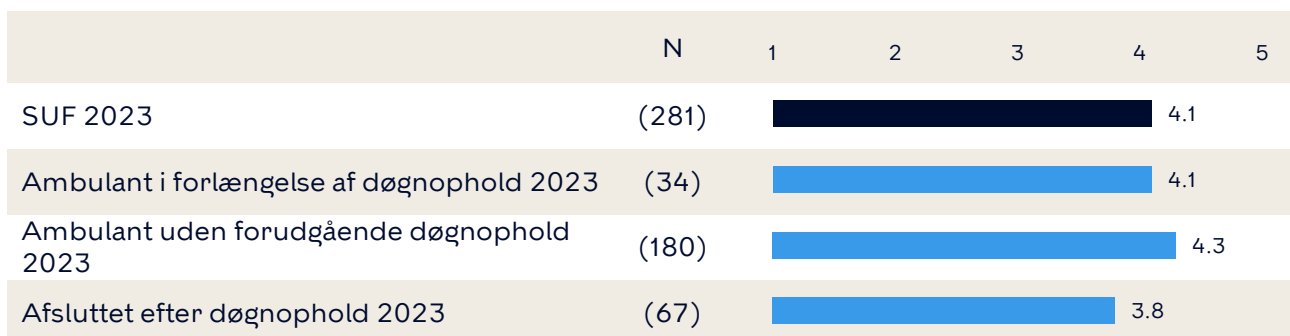 N 1 2 3 4 5
SUF 2023 (281) 4.1
Ambulant i forlængelse af døgnophold 2023 (34) 4.1
Ambulant uden forudgående døgnophold
2023 (180) 4.3
Afsluttet efter døgnophold 2023 (67) 3.8